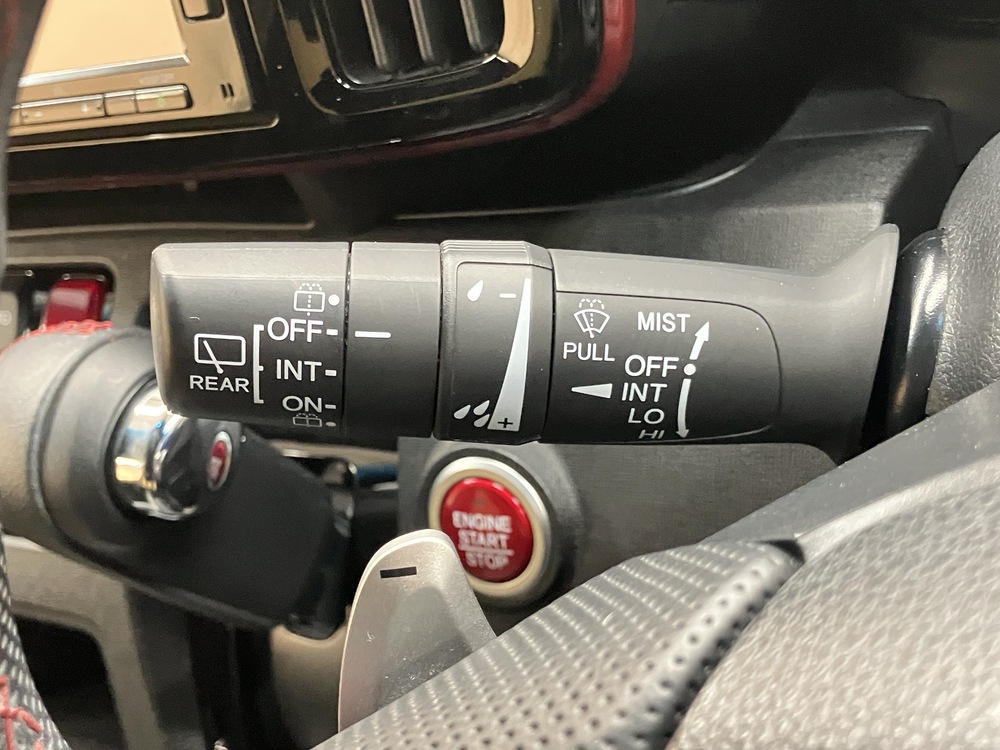 OFF
INT
ON
REAR
−
+
PULL
MIST
OFF
INT
LO
HI
ENGINE
START
STOP